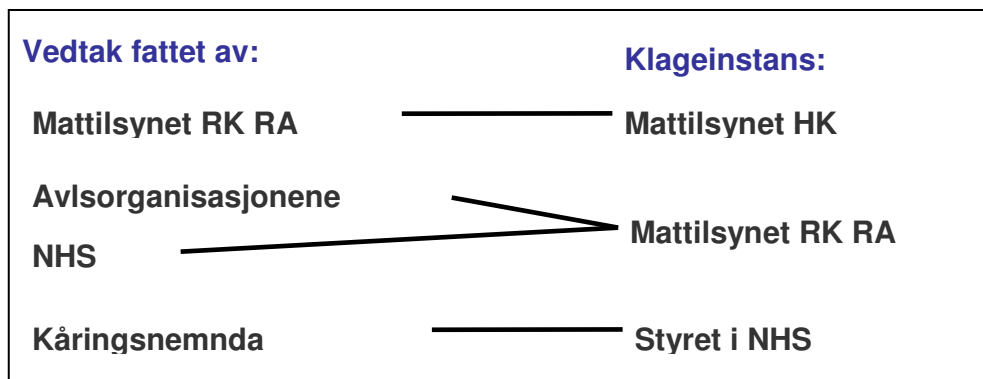 Vedtak fattet av:
Klageinstans:
Mattilsynet RK RA
Mattilsynet HK
Avlsorganisasjonene
Mattilsynet RK RA
NHS
Kåringsnemnda
Styret i NHS